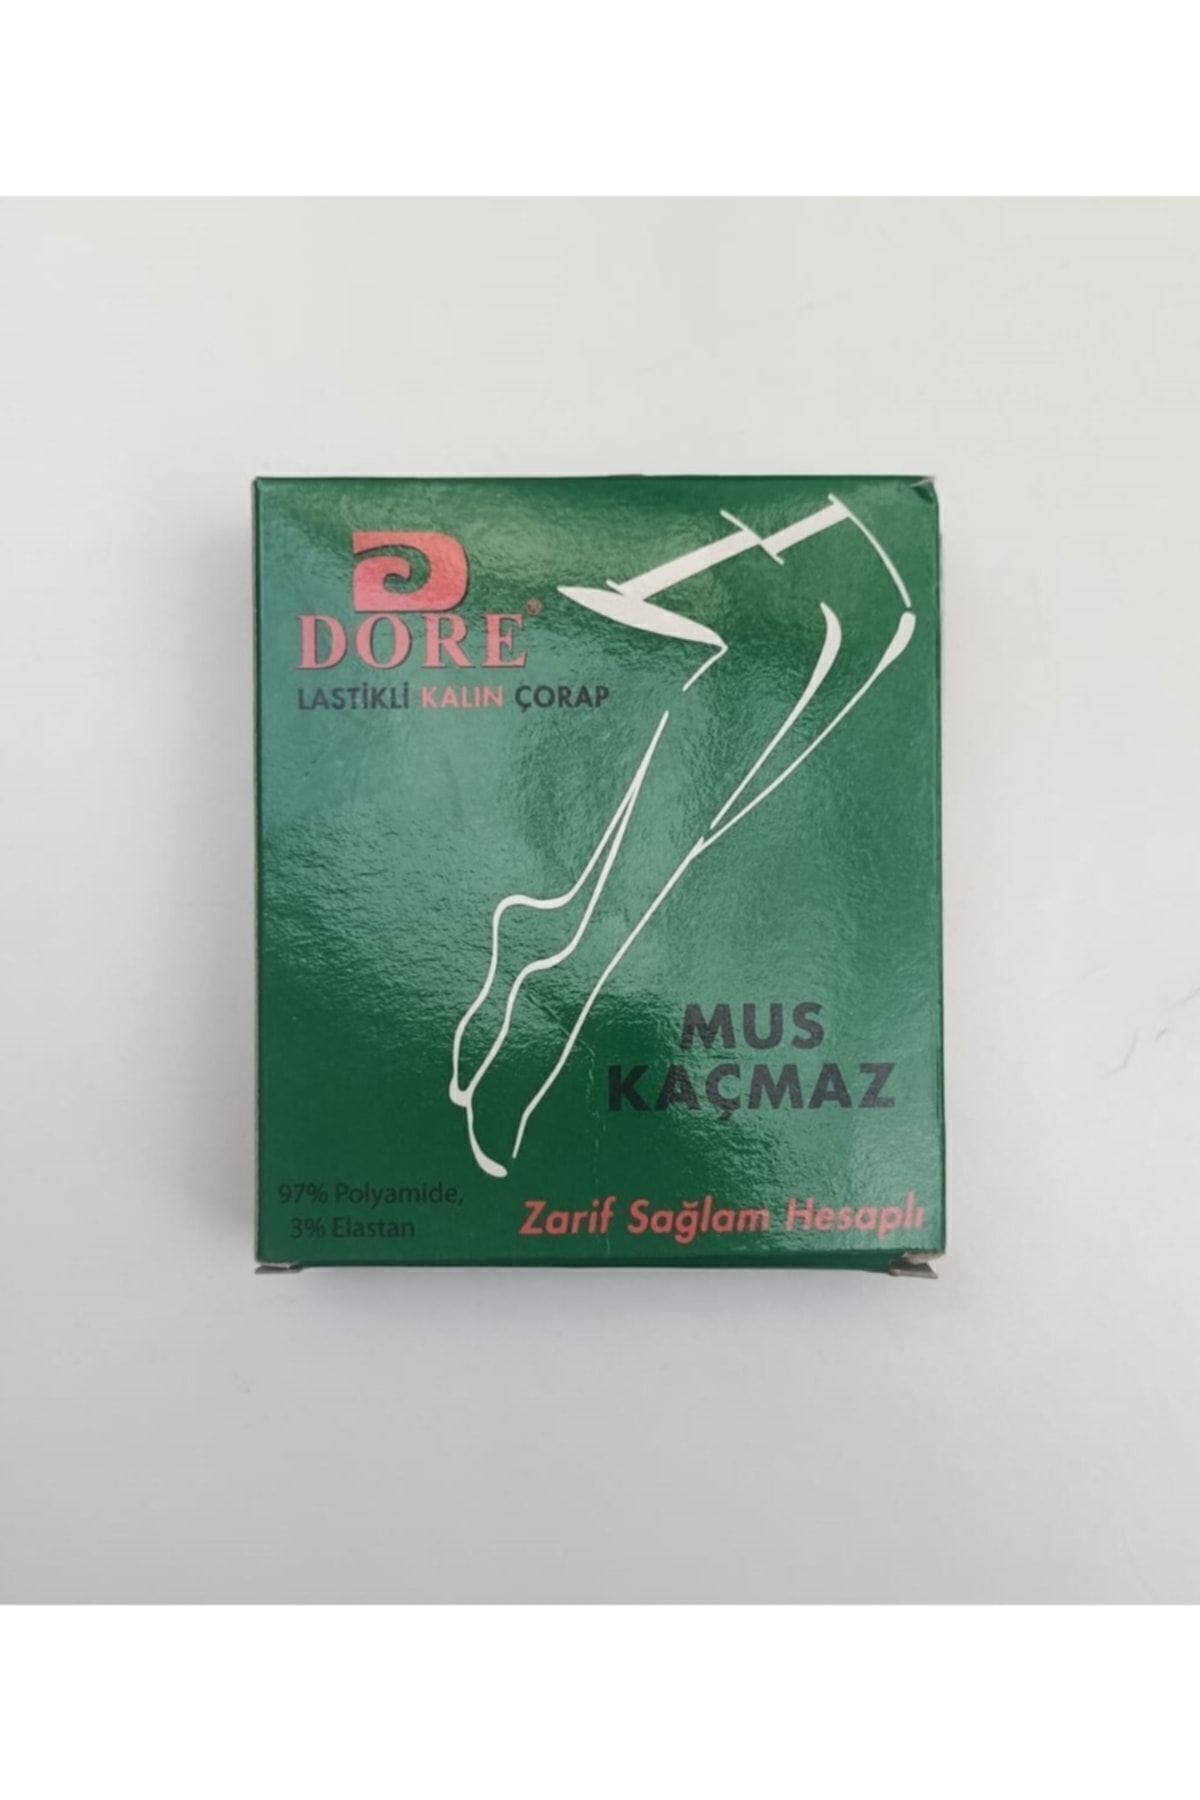 DORE®
LASTİKLİ KALIN ÇORAP
MUS
KAÇMAZ
97% Polyamide,
3% Elastan
Zarif Sağlam Hesaplı